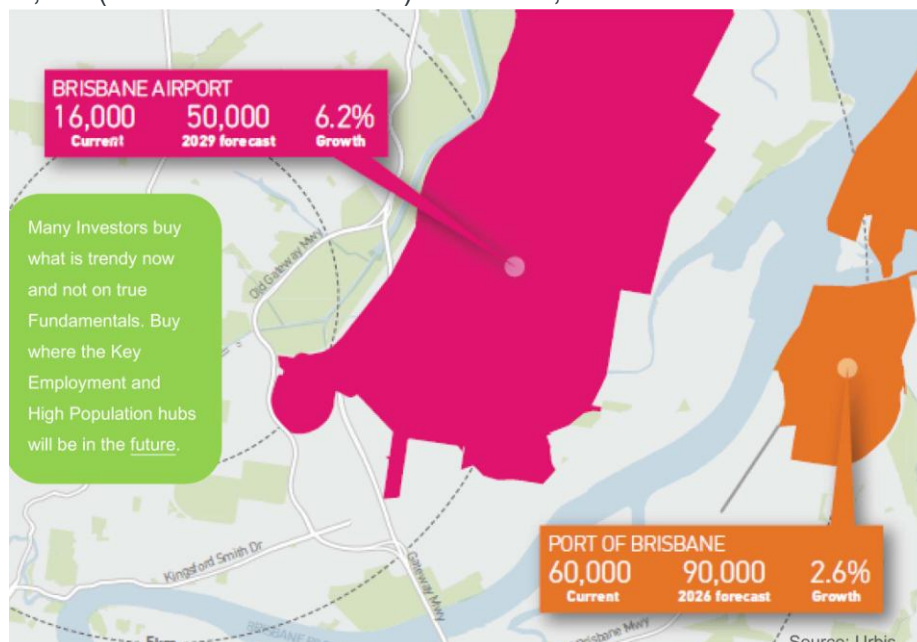 BRISBANE AIRPORT
16,000 50,000 6.2%
Current 2029 forecast Growth
Many Investors buy
what is trendy now
and not on true
Fundamentals. Buy
where the Key
Employment and
High Population hubs
will be in the future.
Old Gateway Mwy
Kingsford Smith Dr
Gateway Mwy
PORT OF BRISBANE
60,000 90,000 2.6%
Current 2026 forecast Growth